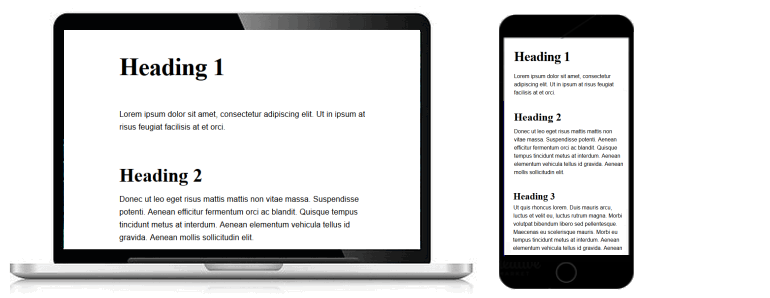 Heading 1
Lorem ipsum dolor sit amet, consectetur adipiscing elit. Ut in ipsum at
risus feugiat facilisis at et orci.
Heading 2
Donec ut leo eget risus mattis mattis non vitae massa. Suspendisse
potenti. Aenean efficitur fermentum orci ac blandit. Quisque tempus
tincidunt metus at interdum. Aenean elementum vehicula tellus id
gravida. Aenean mollis sollicitudin elit.
Heading 1
Lorem ipsum dolor sit amet, consectetur
adipiscing elit. Ut in ipsum at risus feugiat
facilisis at et orci.
Heading 2
Donec ut leo eget risus mattis mattis non
vitae massa. Suspendisse potenti. Aenean
efficitur fermentum orci ac blandit. Quisque
tempus tincidunt metus at interdum. Aenean
elementum vehicula tellus id gravida. Aenean
mollis sollicitudin elit.
Heading 3
Ut quis rhoncus lorem. Duis mauris arcu,
luctus et velit eu, luctus rutrum magna. Morbi
volutpat bibendum libero sed pellentesque.
Maecenas eu scelerisque mauris. Morbi eu
tempus tincidunt metus at interdum. Aenean
elementum vehicula tellus id gravida. Aenean